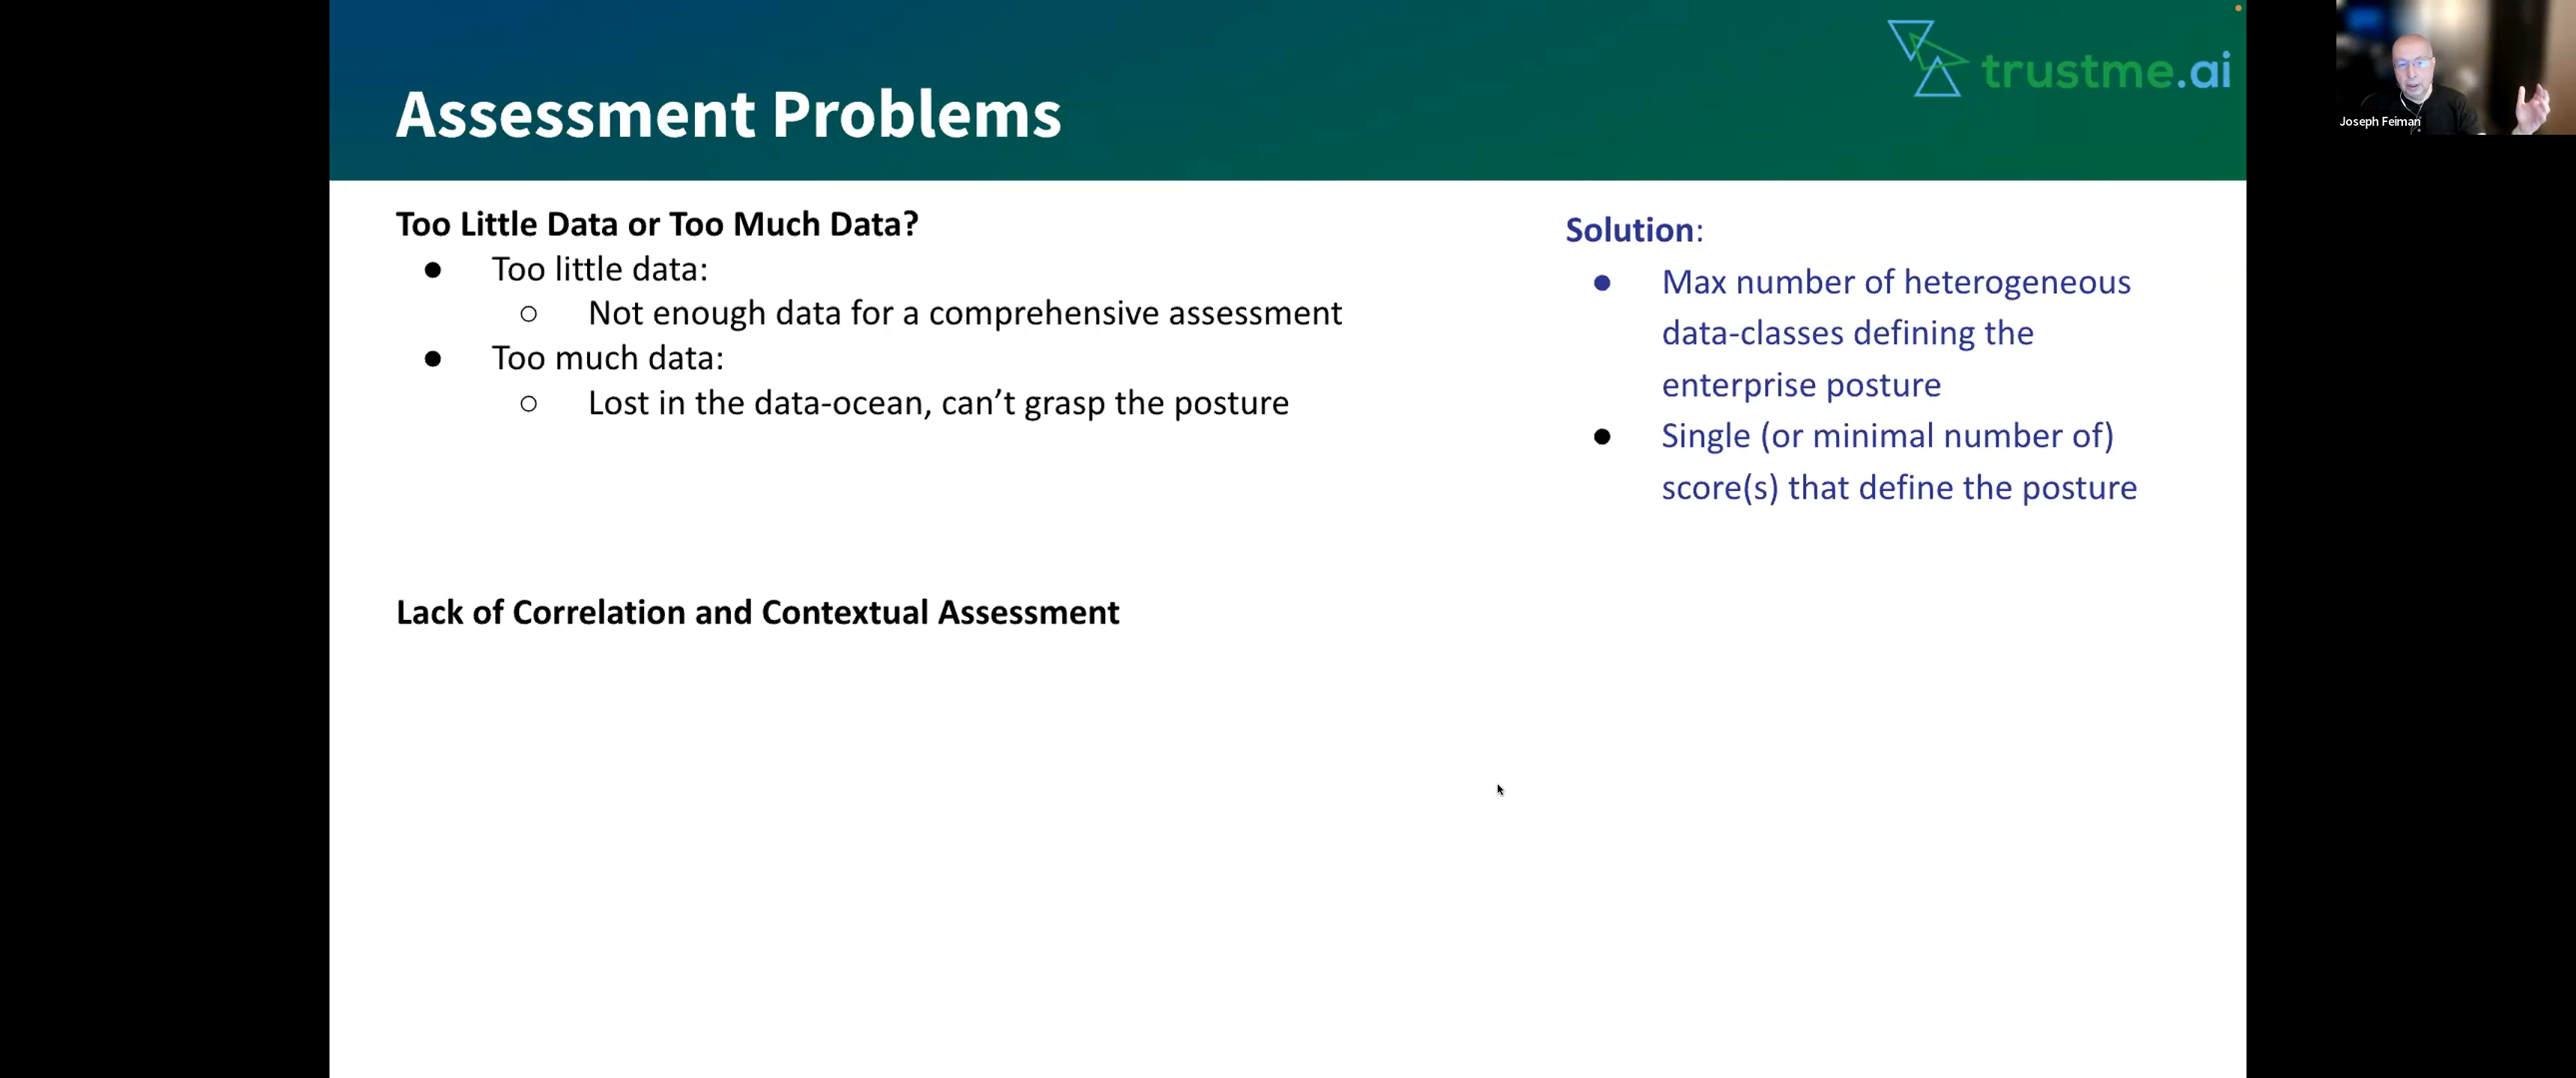 Assessment Problems
trustme.ai
Joseph Feiman
Too Little Data or Too Much Data?
● Too little data:
○ Not enough data for a comprehensive assessment
● Too much data:
○ Lost in the data-ocean, can’t grasp the posture
Lack of Correlation and Contextual Assessment
Solution:
● Max number of heterogeneous
data-classes defining the
enterprise posture
● Single (or minimal number of)
score(s) that define the posture